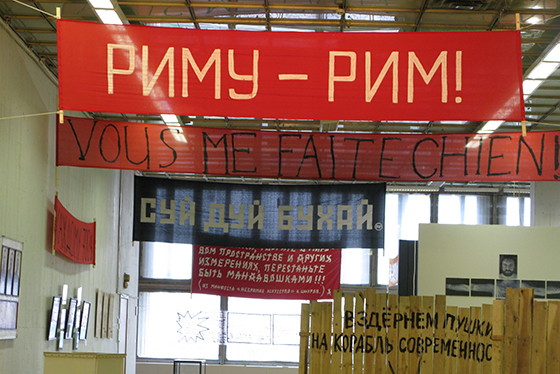 РИМУ – РИМ!
VOUS ME FAITE CHIEN!
СУЙ ДУЙ БУХАЙ
ВОМ ПРОСТРАНСТВЕ И ДРУГИХ
ИЗМЕРЕНИЯХ, ПЕРЕСТАНЬТЕ
БЫТЬ МАНДАВОШКАМИ!!!
ВЗДЁРНЕМ ПУШКИ
НА КОРАБЛЬ СОВРЕМЕННОС